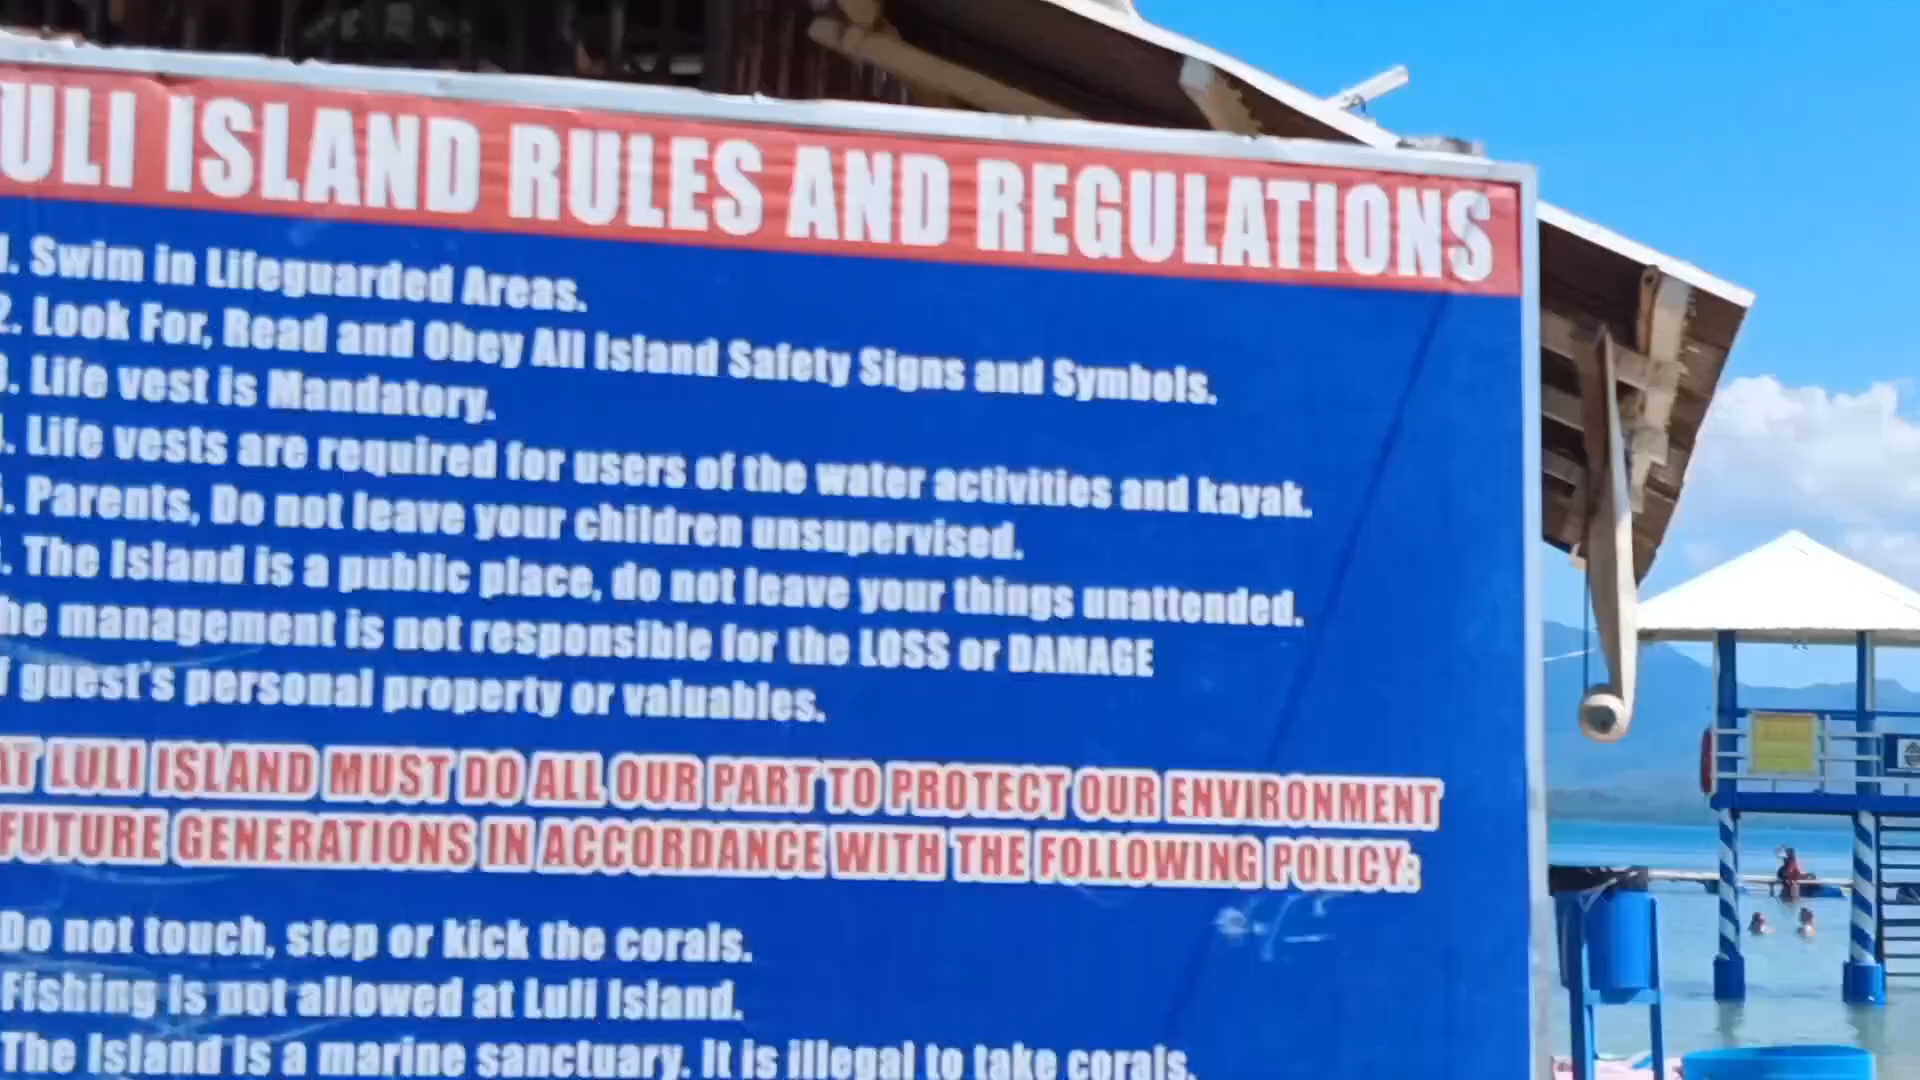 ULI ISLAND RULES AND REGULATIONS
1. Swim in Lifeguarded Areas.
2. Look For, Read and Obey All Island Safety Signs and Symbols.
3. Life vest is Mandatory.
. Life vests are required for users of the water activities and kayak.
. Parents, Do not leave your children unsupervised.
. The Island is a public place, do not leave your things unattended.
he management is not responsible for the LOSS or DAMAGE
f guest's personal property or valuables.
AT LULI ISLAND MUST DO ALL OUR PART TO PROTECT OUR ENVIRONMENT
FUTURE GENERATIONS IN ACCORDANCE WITH THE FOLLOWING POLICY:
Do not touch, step or kick the corals.
Fishing is not allowed at Luli Island.
The Island is a marine sanctuary. It is illegal to take corals.